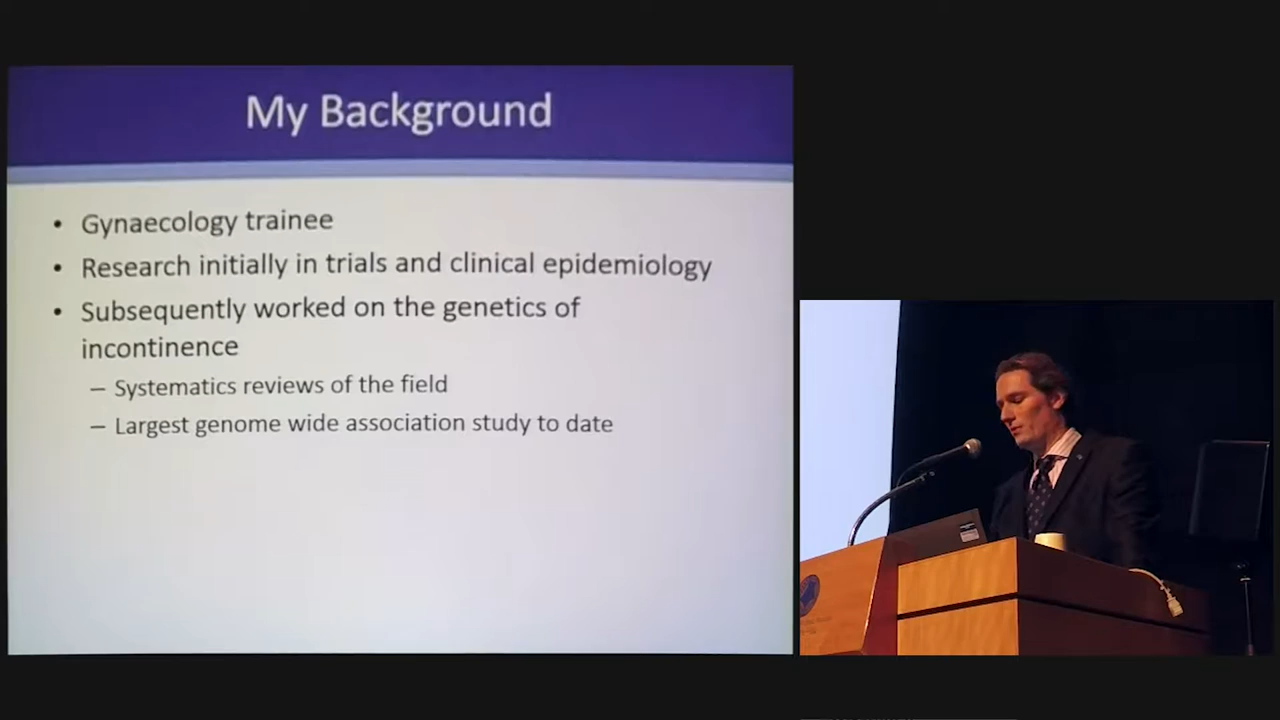 My Background
• Gynaecology trainee
• Research initially in trials and clinical epidemiology
• Subsequently worked on the genetics of
incontinence
– Systematics reviews of the field
– Largest genome wide association study to date